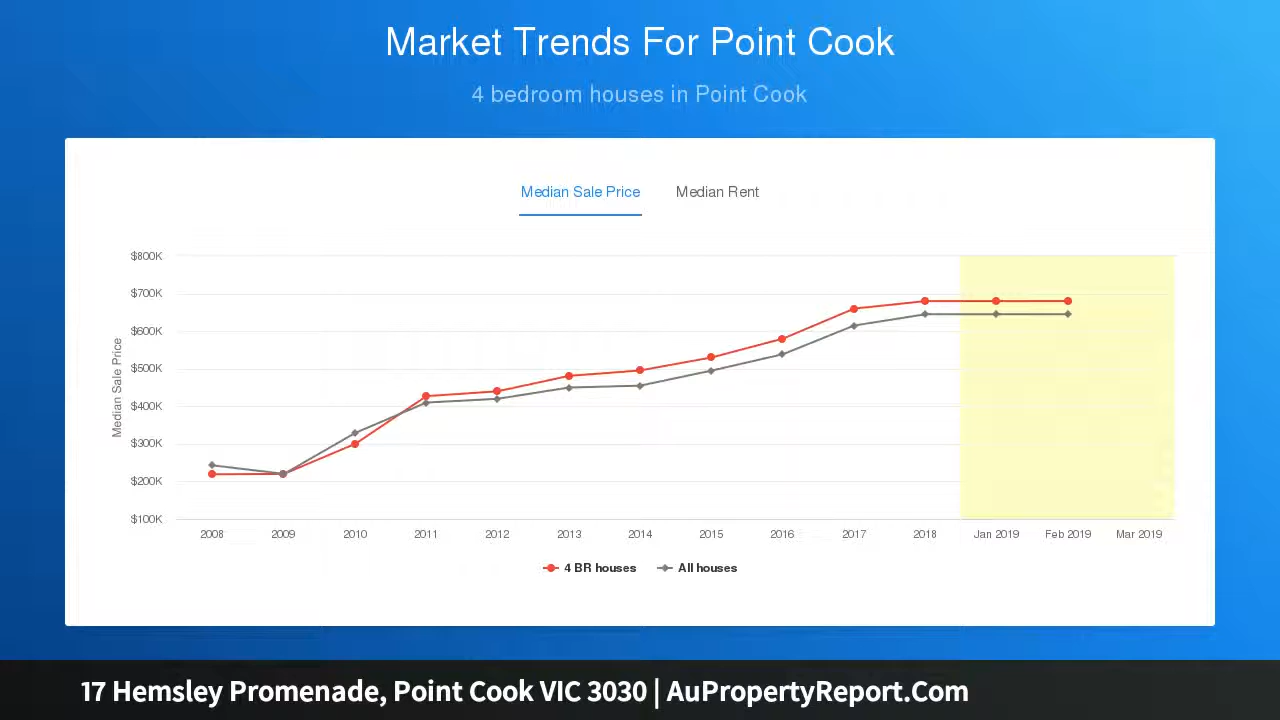 Market Trends For Point Cook
4 bedroom houses in Point Cook
Median Sale Price Median Rent
$800K
$700K
$600K
$500K
$400K
$300K
$200K
$100K
Median Sale Price
2008 2009 2010 2011 2012 2013 2014 2015 2016 2017 2018 Jan 2019 Feb 2019 Mar 2019
4 BR houses All houses
17 Hemsley Promenade, Point Cook VIC 3030 | AuPropertyReport.Com